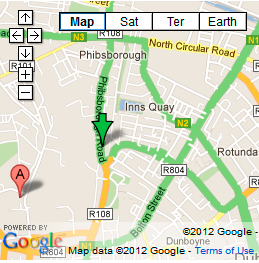 Map Sat Ter Earth
N3 R108
Phibsborough
North Circular Road
R101
Phibsborough Road
Inns Quay
N2
Rotunda
R804
A
R108
Bolton Street
POWERED BY
Google
©2012 Google -
R804
Dunboyne
Map data ©2012 Google - Terms of Use